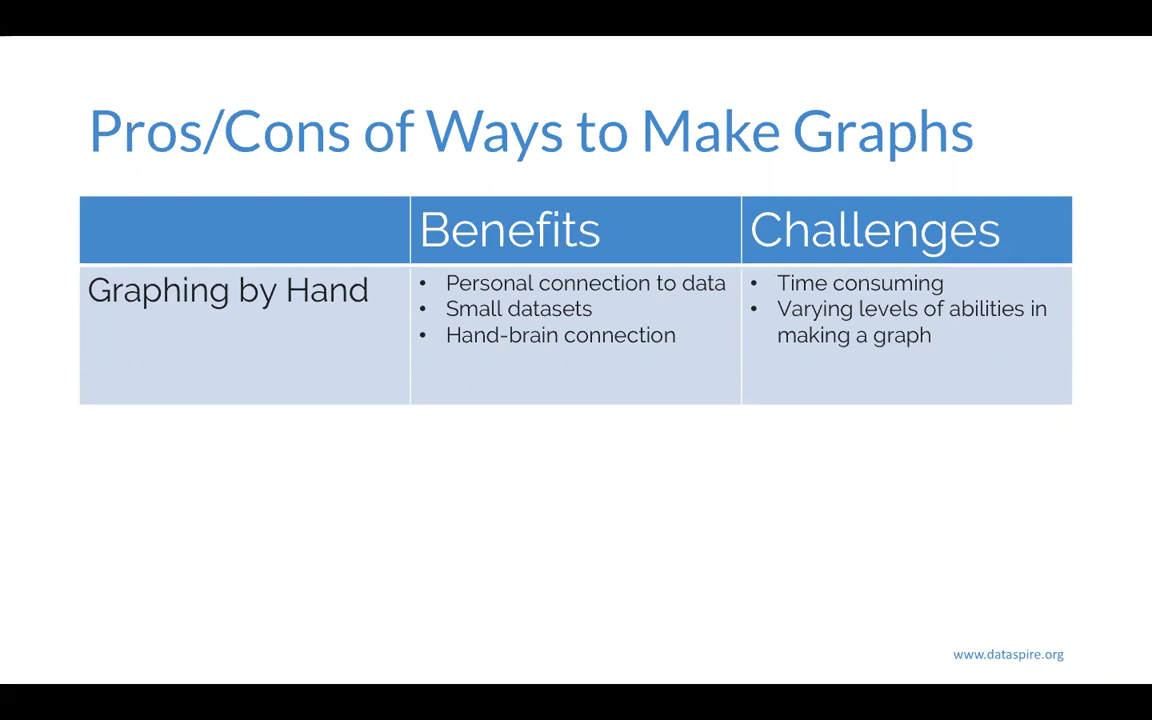 Pros/Cons of Ways to Make Graphs
Benefits
Challenges
Graphing by Hand
• Personal connection to data
• Small datasets
• Hand-brain connection
• Time consuming
• Varying levels of abilities in
making a graph
www.dataspire.org